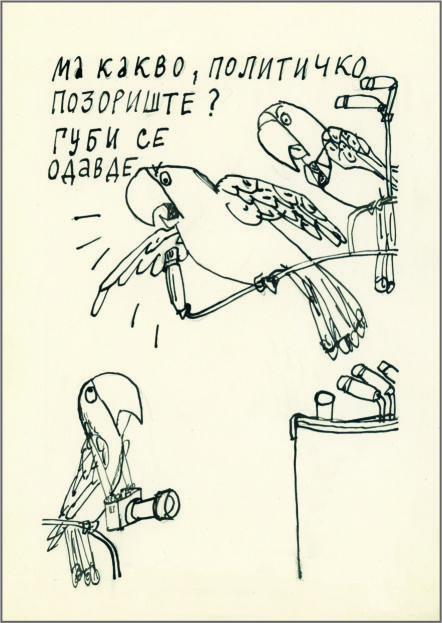 ма какво, политичко
позориште?
губи се
одавде